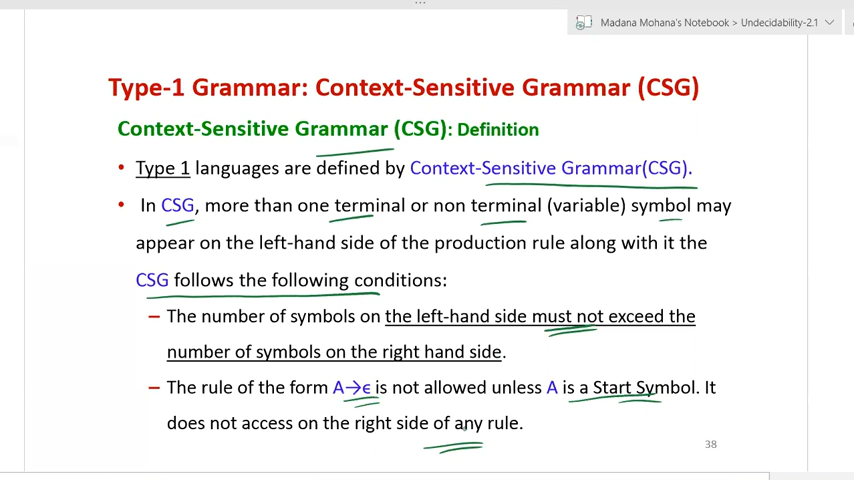 ...
Madana Mohana's Notebook > Undecidability-2.1
Type-1 Grammar: Context-Sensitive Grammar (CSG)
Context-Sensitive Grammar (CSG): Definition
• Type 1 languages are defined by Context-Sensitive Grammar(CSG).
• In CSG, more than one terminal or non terminal (variable) symbol may
appear on the left-hand side of the production rule along with it the
CSG follows the following conditions:
– The number of symbols on the left-hand side must not exceed the
number of symbols on the right hand side.
– The rule of the form A→ϵ is not allowed unless A is a Start Symbol. It
does not access on the right side of any rule.
38